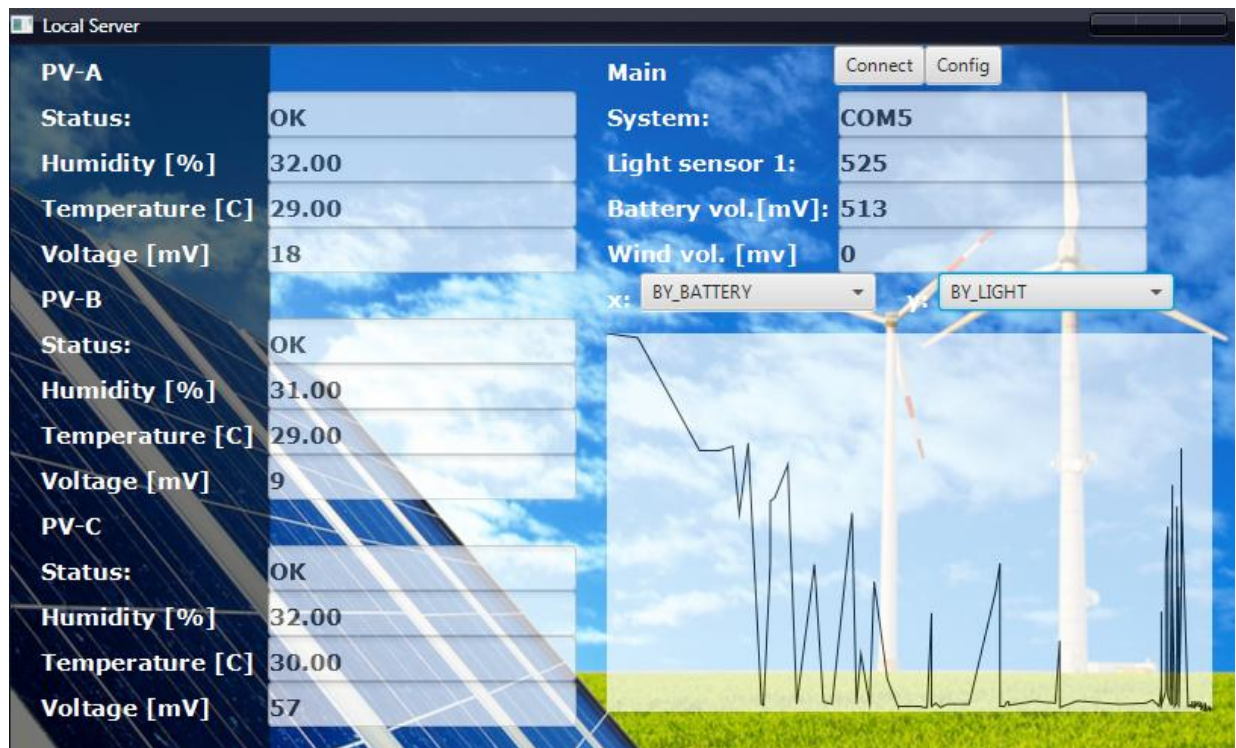 Local Server
PV-A
Status: OK
Humidity [%] 32.00
Temperature [C] 29.00
Voltage [mV] 18
PV-B
Status: OK
Humidity [%] 31.00
Temperature [C] 29.00
Voltage [mV] 9
PV-C
Status: OK
Humidity [%] 32.00
Temperature [C] 30.00
Voltage [mV] 57
Main Connect Config
System: COM5
Light sensor 1: 525
Battery vol.[mV]: 513
Wind vol. [mv] 0
x: BY_BATTERY y: BY_LIGHT